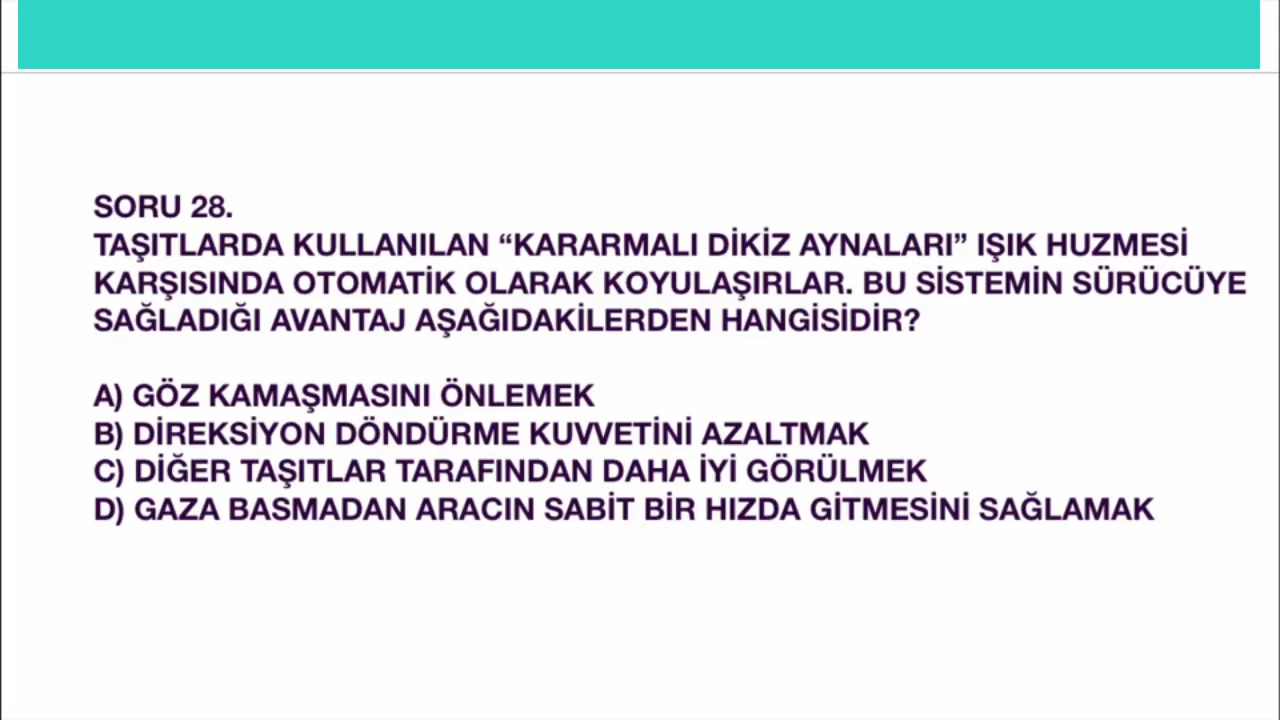 SORU 28.
TAŞITLARDA KULLANILAN “KARARMALI DİKİZ AYNALARI” IŞIK HUZMESİ
KARŞISINDA OTOMATİK OLARAK KOYULAŞIRLAR. BU SİSTEMİN SÜRÜCÜYE
SAĞLADIĞI AVANTAJ AŞAĞIDAKİLERDEN HANGİSİDİR?
A) GÖZ KAMAŞMASINI ÖNLEMEK
B) DİREKSİYON DÖNDÜRME KUVVETİNİ AZALTMAK
C) DİĞER TAŞITLAR TARAFINDAN DAHA İYİ GÖRÜLMEK
D) GAZA BASMADAN ARACIN SABİT BİR HIZDA GİTMESİNİ SAĞLAMAK